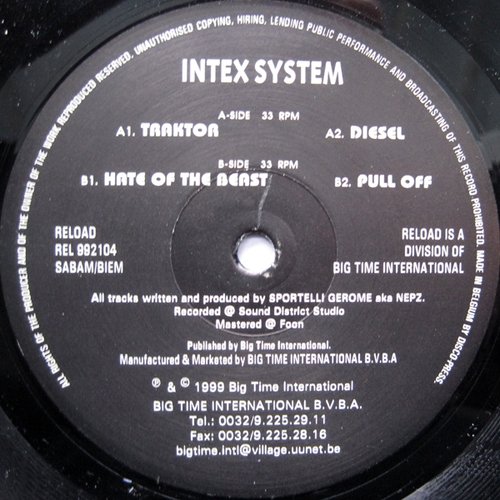 ALL RIGHTS OF THE PRODUCER AND OF THE OWNER OF THE WORK REPRODUCED RESERVED. UNAUTHORISED COPYING, HIRING, LENDING PUBLIC PERFORMANCE AND BROADCASTING OF THIS RECORD PROHIBITED. MADE IN BELGIUM BY DISCO-PRESS.
INTEX SYSTEM
A-SIDE 33 RPM
A1. TRAKTOR A2. DIESEL
B-SIDE 33 RPM
B1. HATE OF THE BEAST B2. PULL OFF
RELOAD
REL 992104
SABAM/BIEM
RELOAD IS A
DIVISION OF
BIG TIME INTERNATIONAL
All tracks written and produced by SPORTELLI GEROME aka NEPZ.
Recorded @ Sound District Studio
Mastered @ Foon
Published by Big Time International.
Manufactured & Marketed by BIG TIME INTERNATIONAL B.V.B.A
℗ & © 1999 Big Time International
BIG TIME INTERNATIONAL B.V.B.A.
Tel.: 0032/9.225.29.11
Fax: 0032/9.225.28.16
bigtime.intl@village.uunet.be